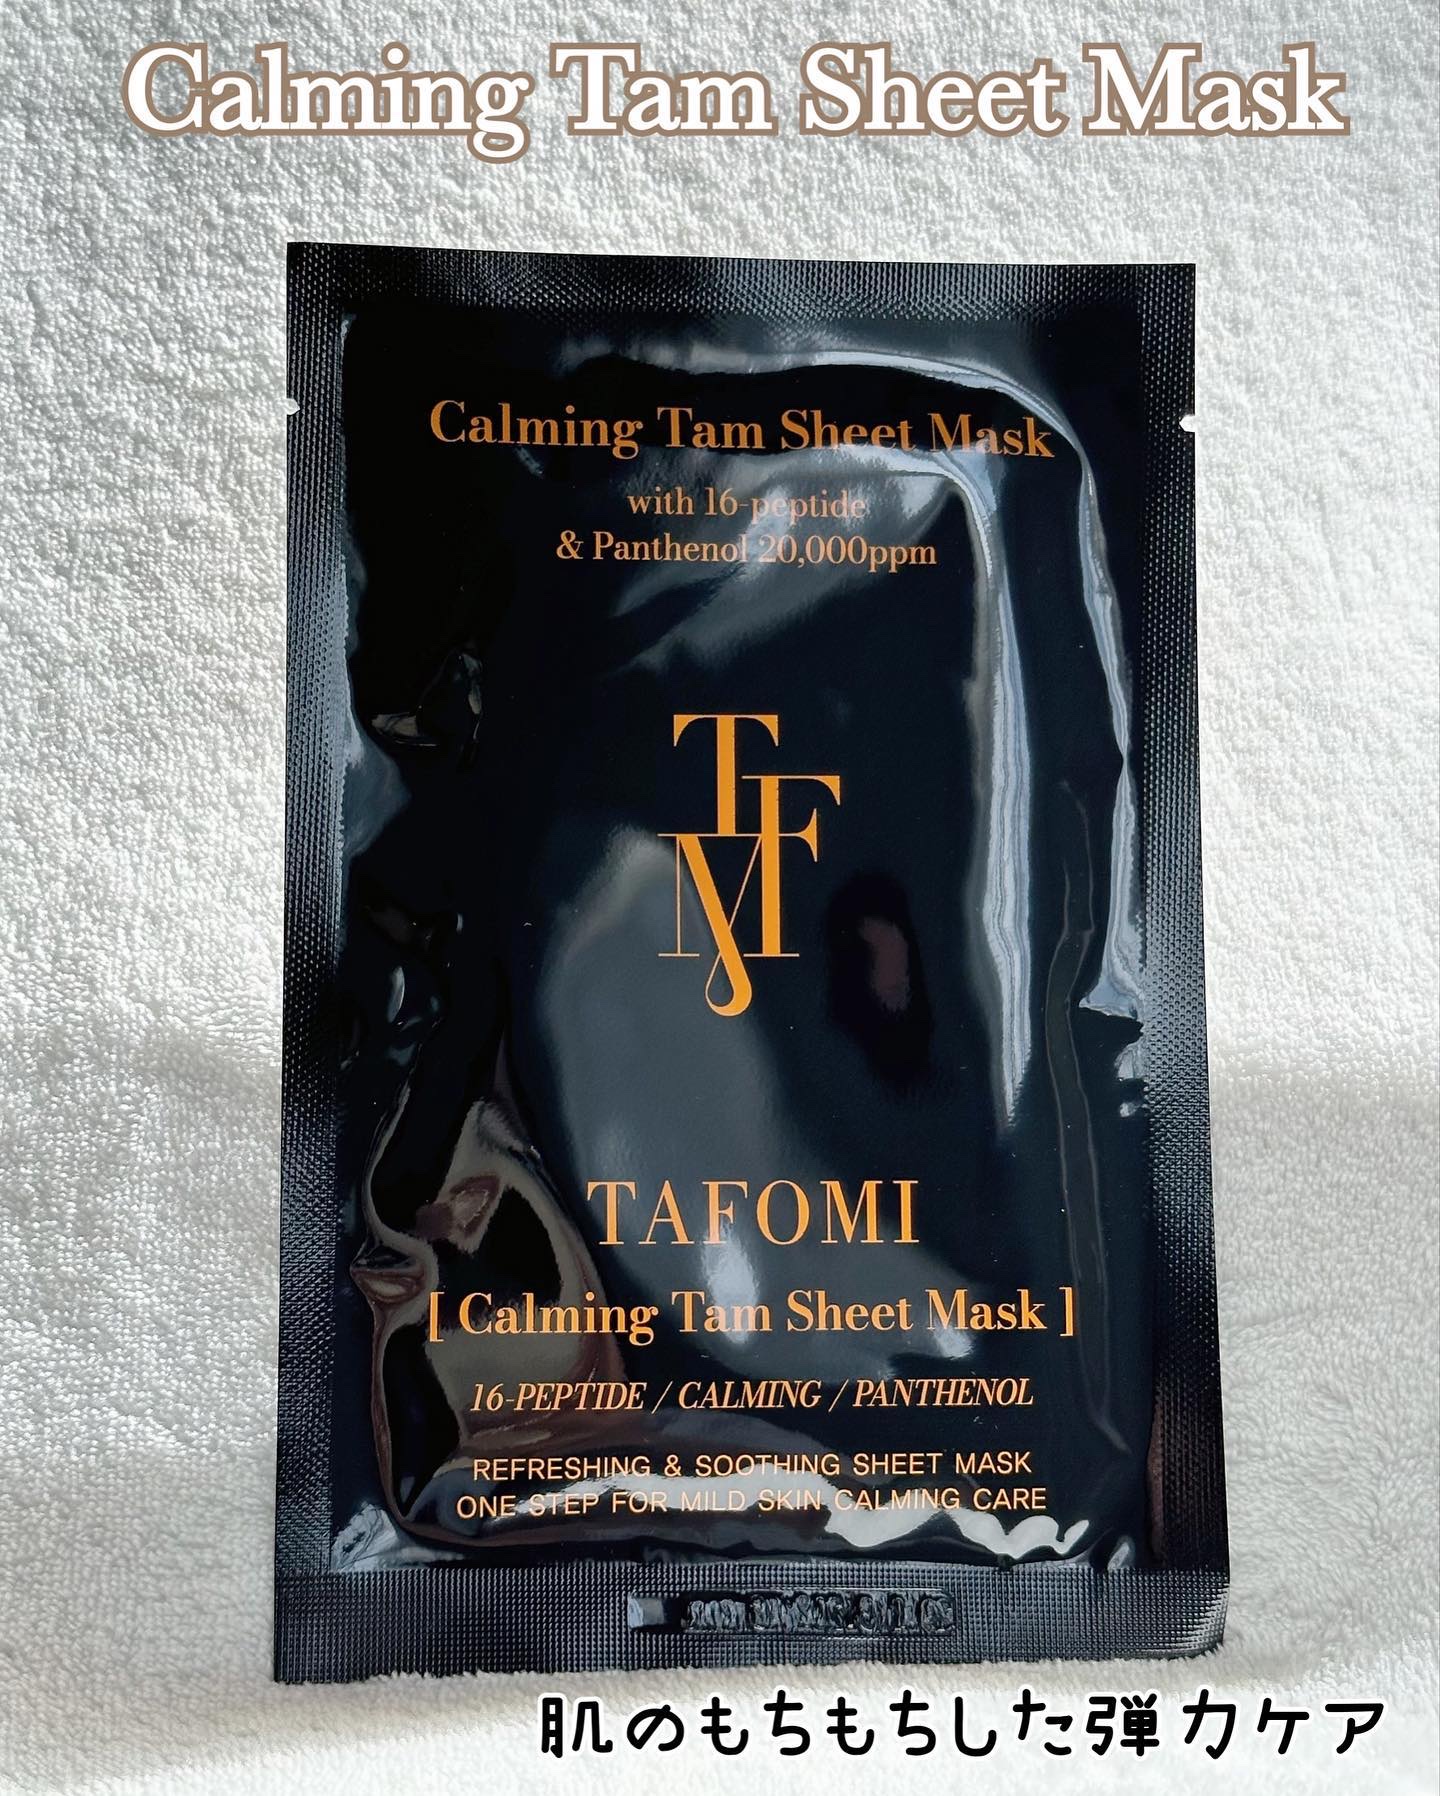 Calming Tam Sheet Mask
Calming Tam Sheet Mask
with 16-peptide
& Panthenol 20,000ppm
TFM
TAFOMI
[ Calming Tam Sheet Mask ]
16-PEPTIDE / CALMING / PANTHENOL
REFRESHING & SOOTHING SHEET MASK
ONE STEP FOR MILD SKIN CALMING CARE
肌のもちもちした弾力ケア